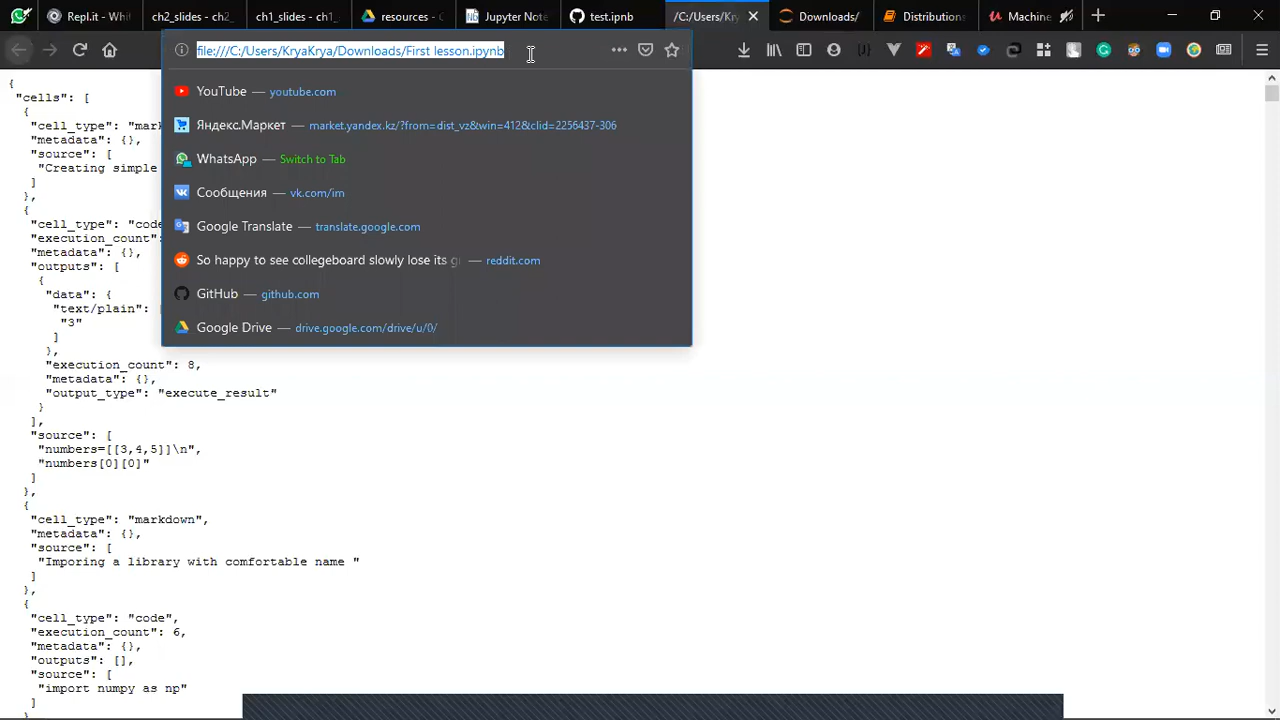 Repl.it - Whi
ch2_slides - ch2
ch1_slides - ch1
resources - G
Jupyter Note
test.ipnb
/C:/Users/Kry
Downloads/
Distributions
Machine
file:///C:/Users/KryaKrya/Downloads/First lesson.ipynb
YouTube — youtube.com
Яндекс.Маркет — market.yandex.kz/?from=dist_vz&win=412&clid=2256437-306
WhatsApp — Switch to Tab
Сообщения — vk.com/im
Google Translate — translate.google.com
So happy to see collegeboard slowly lose its g — reddit.com
GitHub — github.com
Google Drive — drive.google.com/drive/u/0/
{
"cells": [
{
"cell_type": "mark
"metadata": {},
"source": [
"Creating simple
]
},
{
"cell_type": "code
"execution_count":
"metadata": {},
"outputs": [
{
"data": {
"text/plain": [
"3"
]
},
"execution_count": 8,
"metadata": {},
"output_type": "execute_result"
}
],
"source": [
"numbers=[[3,4,5]]\n",
"numbers[0][0]"
]
},
{
"cell_type": "markdown",
"metadata": {},
"source": [
"Imporing a library with comfortable name "
]
},
{
"cell_type": "code",
"execution_count": 6,
"metadata": {},
"outputs": [],
"source": [
"import numpy as np"
]
}